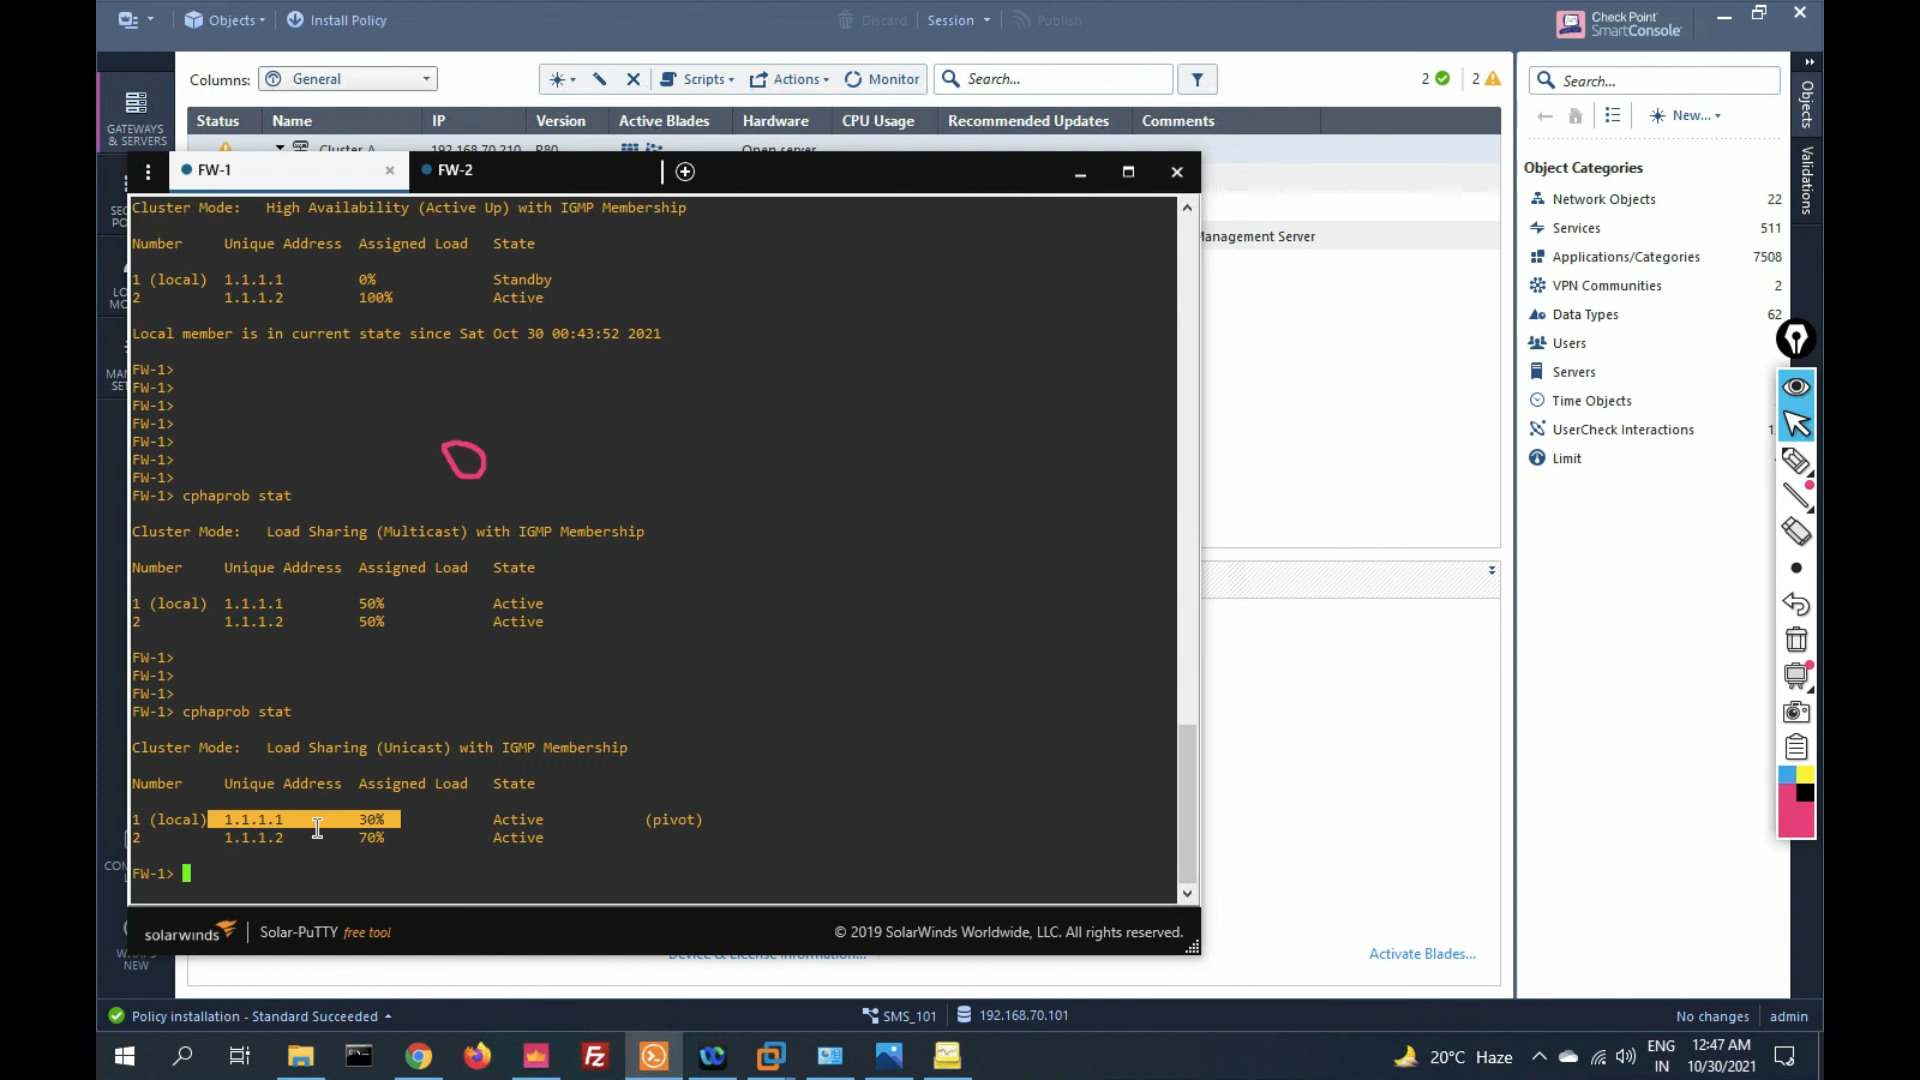 Objects
Install Policy
Discard
Session
Publish
Check Point
SmartConsole
GATEWAYS
& SERVERS
Columns:
General
Scripts
Actions
Monitor
Search...
2
2
Status
Name
IP
Version
Active Blades
Hardware
CPU Usage
Recommended Updates
Comments
Cluster A
192.168.70.210
R80
Open server
Management Server
FW-1
FW-2
Cluster Mode: High Availability (Active Up) with IGMP Membership
Number Unique Address Assigned Load State
1 (local) 1.1.1.1 0% Standby
2 1.1.1.2 100% Active
Local member is in current state since Sat Oct 30 00:43:52 2021
FW-1>
FW-1>
FW-1>
FW-1>
FW-1>
FW-1>
FW-1>
FW-1> cphaprob stat
Cluster Mode: Load Sharing (Multicast) with IGMP Membership
Number Unique Address Assigned Load State
1 (local) 1.1.1.1 50% Active
2 1.1.1.2 50% Active
FW-1>
FW-1>
FW-1>
FW-1> cphaprob stat
Cluster Mode: Load Sharing (Unicast) with IGMP Membership
Number Unique Address Assigned Load State
1 (local) 1.1.1.1 30% Active (pivot)
2 1.1.1.2 70% Active
FW-1>
solarwinds
Solar-PuTTY free tool
© 2019 SolarWinds Worldwide, LLC. All rights reserved.
NEW
Activate Blades...
Search...
New...
Object Categories
Network Objects 22
Services 511
Applications/Categories 7508
VPN Communities 2
Data Types 62
Users
Servers
Time Objects
UserCheck Interactions
Limit
Objects
Validations
Policy installation - Standard Succeeded
SMS_101
192.168.70.101
No changes
admin
20°C Haze
ENG
IN
12:47 AM
10/30/2021